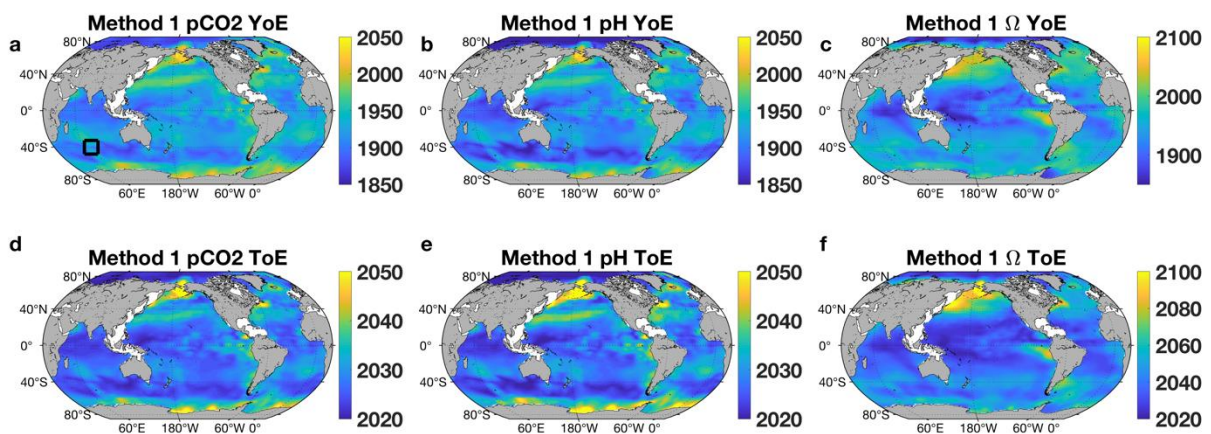 Method 1 pCO2 YoE
a
80°N
40°N
0°
40°S
80°S
60°E
180°W
60°W
0°
2050
2000
1950
1900
1850
Method 1 pH YoE
b
80°N
40°N
0°
40°S
80°S
60°E
180°W
60°W
0°
2050
2000
1950
1900
1850
Method 1 Ω YoE
c
80°N
40°N
0°
40°S
80°S
60°E
180°W
60°W
0°
2100
2000
1900
Method 1 pCO2 ToE
d
80°N
40°N
0°
40°S
80°S
60°E
180°W
60°W
0°
2050
2040
2030
2020
Method 1 pH ToE
e
80°N
40°N
0°
40°S
80°S
60°E
180°W
60°W
0°
2050
2040
2030
2020
Method 1 Ω ToE
f
80°N
40°N
0°
40°S
80°S
60°E
180°W
60°W
0°
2100
2080
2060
2040
2020